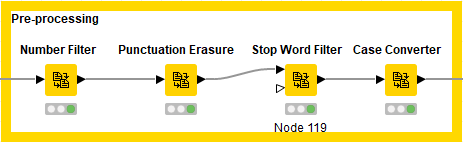 Pre-processing
Number Filter
Punctuation Erasure
Stop Word Filter
Case Converter
Node 119